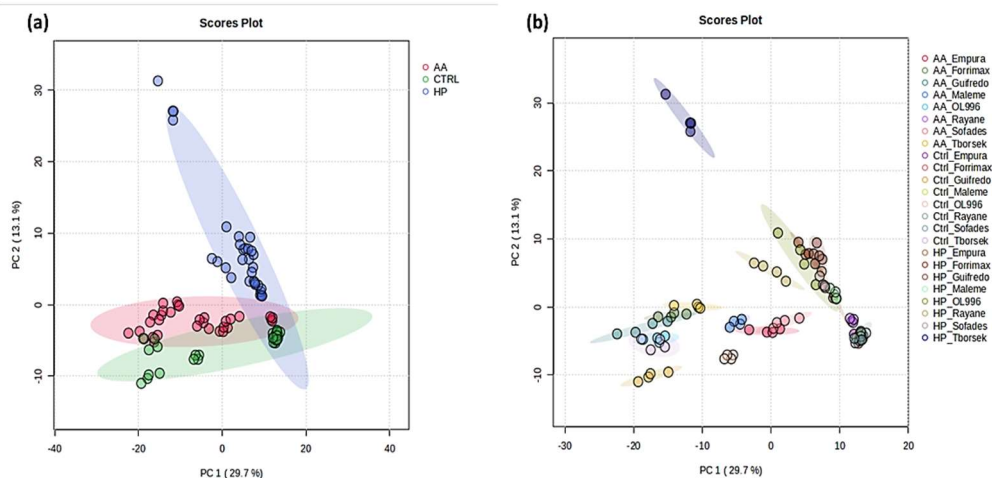 (a)
Scores Plot
PC 2 ( 13.1 %)
30
20
10
0
-10
-40
-20
0
20
40
PC 1 ( 29.7 %)
AA
CTRL
HP
(b)
Scores Plot
PC 2 ( 13.1 %)
30
20
10
0
-10
-30
-20
-10
0
10
20
PC 1 ( 29.7 %)
AA_Empura
AA_Forrimax
AA_Guifredo
AA_Maleme
AA_OL996
AA_Rayane
AA_Sofades
AA_Tborsek
Ctrl_Empura
Ctrl_Forrimax
Ctrl_Guifredo
Ctrl_Maleme
Ctrl_OL996
Ctrl_Rayane
Ctrl_Sofades
Ctrl_Tborsek
HP_Empura
HP_Forrimax
HP_Guifredo
HP_Maleme
HP_OL996
HP_Rayane
HP_Sofades
HP_Tborsek